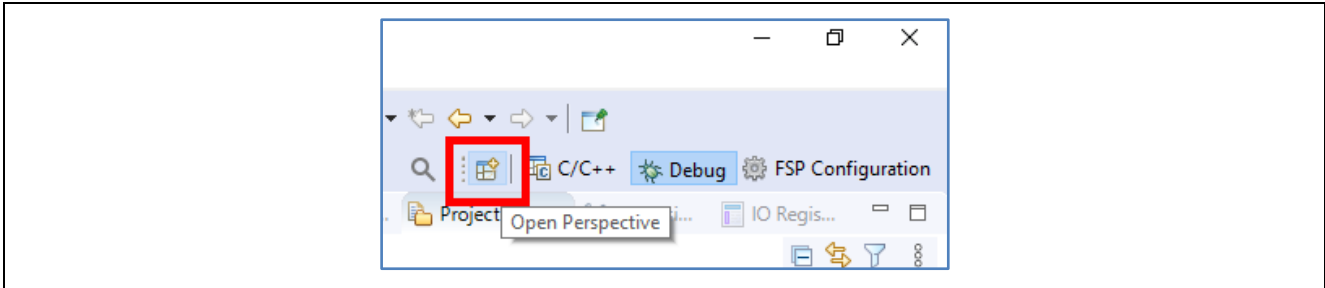 C/C++ Debug FSP Configuration
Project IO Regis...
Open Perspective